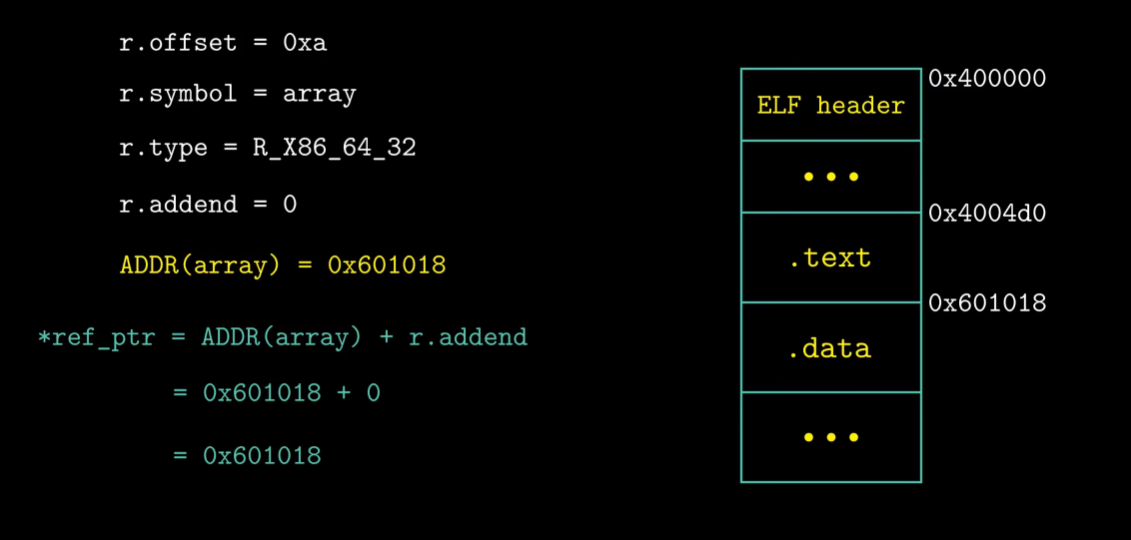 r.offset = 0xa
r.symbol = array
r.type = R_X86_64_32
r.addend = 0
ADDR(array) = 0x601018
*ref_ptr = ADDR(array) + r.addend
= 0x601018 + 0
= 0x601018
0x400000
ELF header
•••
0x4004d0
.text
0x601018
.data
•••